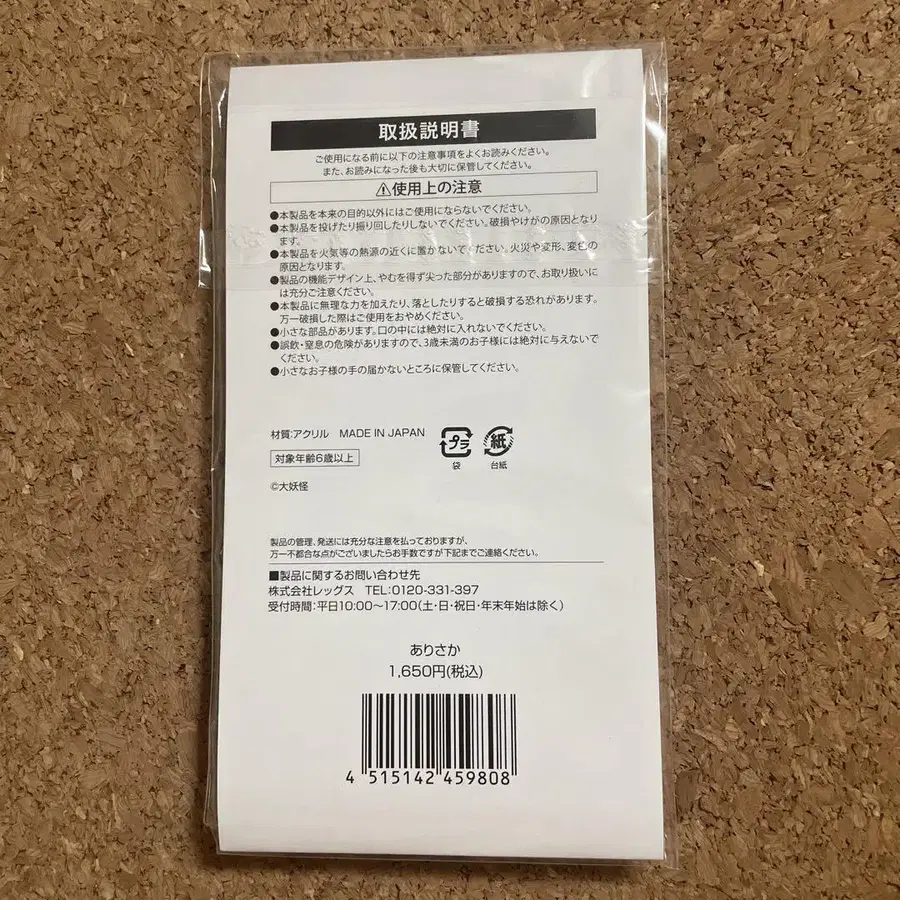 取扱説明書
ご使用になる前に以下の注意事項をよくお読みください。
また、お読みになった後も大切に保管してください。
⚠使用上の注意
●本製品を本来の目的以外にはご使用にならないでください。
●本製品を投げたり振り回したりしないでください。破損やけがの原因となり
ます。
●本製品を火気等の熱源の近くに置かないでください。火災や変形、変色の
原因となります。
●製品の機能デザイン上、やむを得ず尖った部分がありますので、お取り扱いに
は充分ご注意ください。
●本製品に無理な力を加えたり、落としたりすると破損する恐れがあります。
万一破損した際はご使用をおやめください。
●小さな部品があります。口の中には絶対に入れないでください。
●誤飲・窒息の危険がありますので、3歳未満のお子様には絶対に与えないで
ください。
●小さなお子様の手の届かないところに保管してください。
材質:アクリル MADE IN JAPAN
プラ 紙
袋 台紙
対象年齢6歳以上
©大妖怪
製品の管理、発送には充分な注意を払っておりますが、
万一不都合な点がございましたらお手数ですが下記までご連絡ください。
■製品に関するお問い合わせ先
株式会社レッグス TEL:0120-331-397
受付時間:平日10:00〜17:00(土・日・祝日・年末年始は除く)
ありさか
1,650円(税込)
4 515142 459808